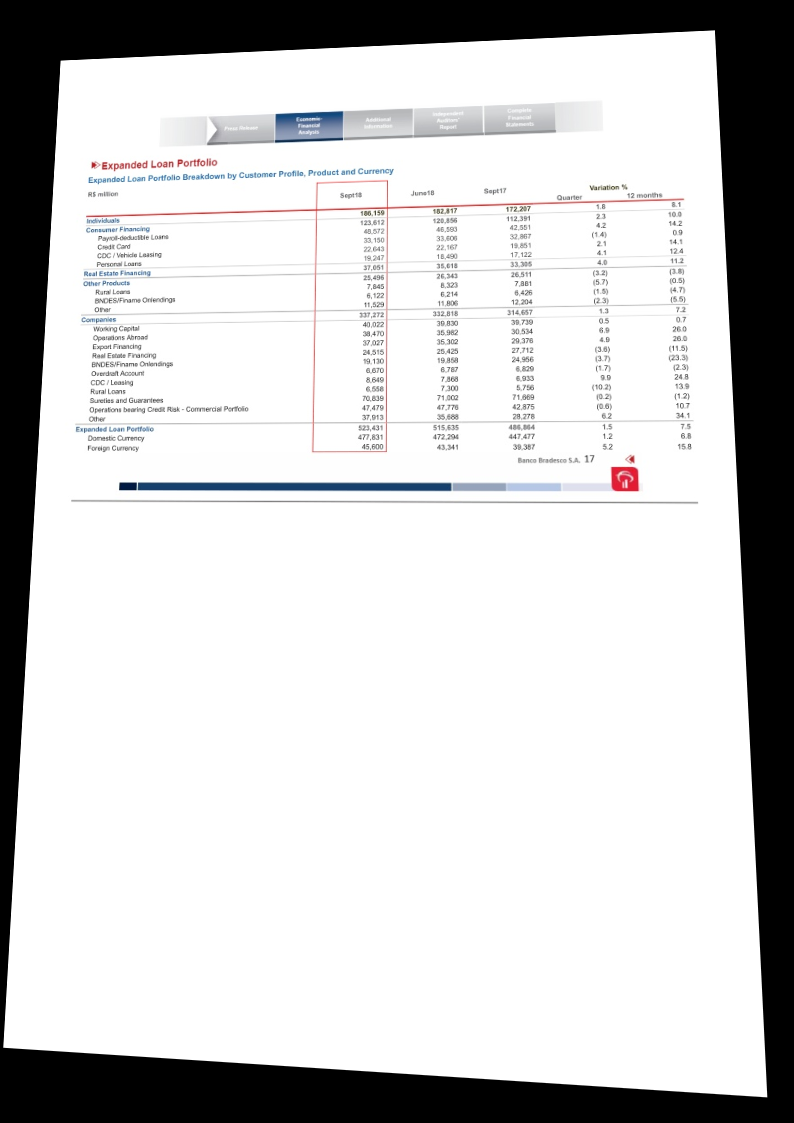 Press Release
Economic-
Financial
Analysis
Additional
Information
Independent
Auditors'
Report
Complete
Financial
Statements
Expanded Loan Portfolio
Expanded Loan Portfolio Breakdown by Customer Profile, Product and Currency
R$ million Sept18 June18 Sept17 Variation %
Quarter 12 months
Individuals 186,159 182,817 172,207 1.8 8.1
Consumer Financing 123,612 120,856 112,391 2.3 10.0
Payroll-deductible Loans 48,572 46,593 42,551 4.2 14.2
Credit Card 33,150 33,606 32,867 (1.4) 0.9
CDC / Vehicle Leasing 22,643 22,167 19,851 2.1 14.1
Personal Loans 19,247 18,490 17,122 4.1 12.4
Real Estate Financing 37,051 35,618 33,305 4.0 11.2
Other Products 25,496 26,343 26,511 (3.2) (3.8)
Rural Loans 7,845 8,323 7,881 (5.7) (0.5)
BNDES/Finame Onlendings 6,122 6,214 6,426 (1.5) (4.7)
Other 11,529 11,806 12,204 (2.3) (5.5)
Companies 337,272 332,818 314,657 1.3 7.2
Working Capital 40,022 39,830 39,739 0.5 0.7
Operations Abroad 38,470 35,982 30,534 6.9 26.0
Export Financing 37,027 35,302 29,376 4.9 26.0
Real Estate Financing 24,515 25,425 27,712 (3.6) (11.5)
BNDES/Finame Onlendings 19,130 19,858 24,956 (3.7) (23.3)
Overdraft Account 6,670 6,787 6,829 (1.7) (2.3)
CDC / Leasing 8,649 7,868 6,933 9.9 24.8
Rural Loans 6,558 7,300 5,756 (10.2) 13.9
Sureties and Guarantees 70,839 71,002 71,669 (0.2) (1.2)
Operations bearing Credit Risk - Commercial Portfolio 47,479 47,776 42,875 (0.6) 10.7
Other 37,913 35,688 28,278 6.2 34.1
Expanded Loan Portfolio 523,431 515,635 486,864 1.5 7.5
Domestic Currency 477,831 472,294 447,477 1.2 6.8
Foreign Currency 45,600 43,341 39,387 5.2 15.8
Banco Bradesco S.A. 17